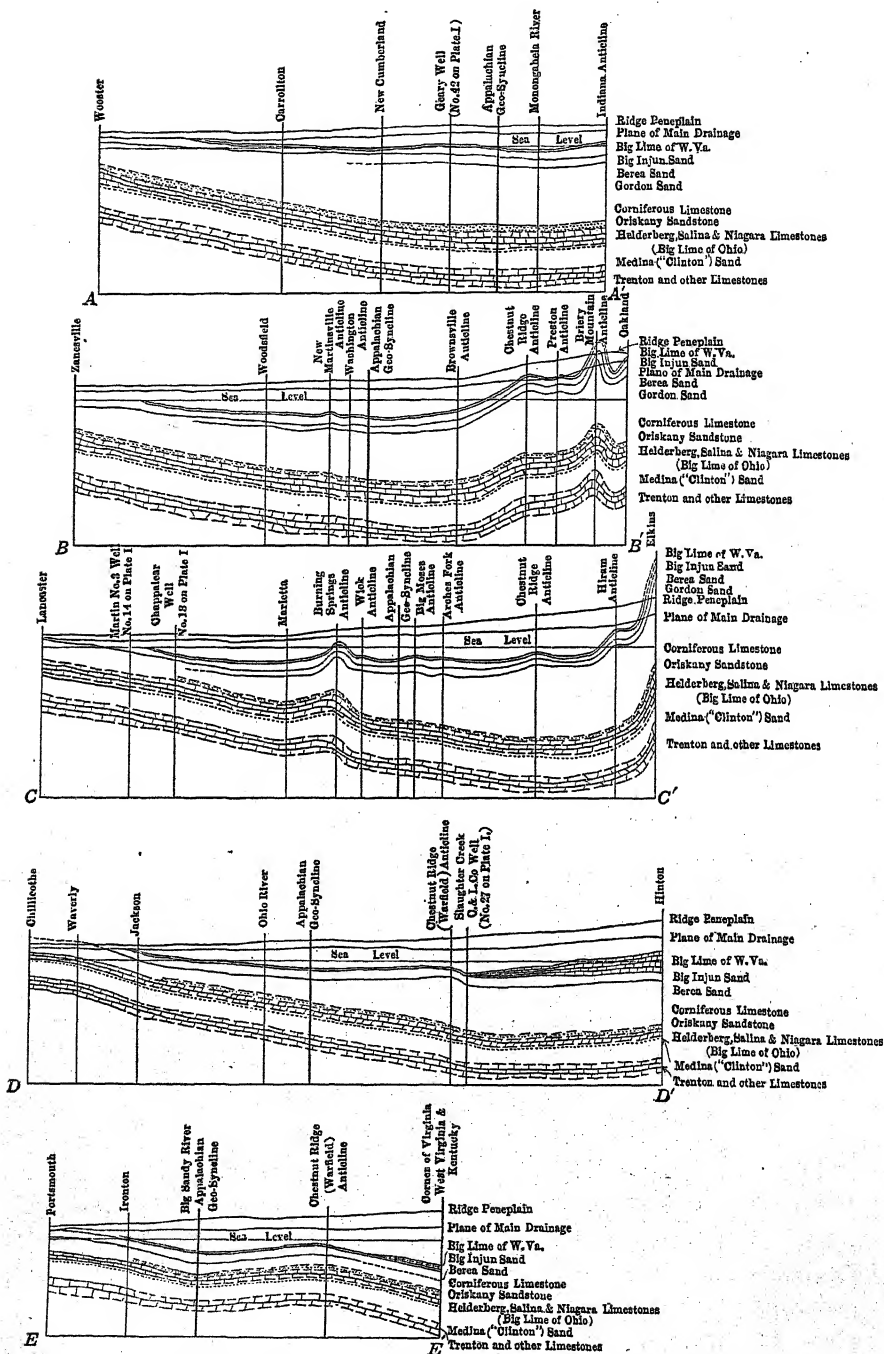 Wooster
Carrollton
New Cumberland
Geary Well
(No.42 on Plate I)
Appalachian
Geo-Syncline
Monongahela River
Indiana Anticline
Ridge Peneplain
Plane of Main Drainage
Sea Level
Big Lime of W.Va.
Big Injun Sand
Berea Sand
Gordon Sand
Corniferous Limestone
Oriskany Sandstone
Helderberg, Salina & Niagara Limestones
(Big Lime of Ohio)
Medina ("Clinton") Sand
Trenton and other Limestones
A
A'
Zanesville
Woodsfield
New
Martinsville
Anticline
Washington
Anticline
Appalachian
Geo-Syncline
Brownsville
Anticline
Chestnut
Ridge
Anticline
Preston
Anticline
Briery
Mountain
Anticline
Oakland
Ridge Peneplain
Big Lime of W.Va.
Big Injun Sand
Plane of Main Drainage
Berea Sand
Sea Level
Gordon Sand
Corniferous Limestone
Oriskany Sandstone
Helderberg, Salina & Niagara Limestones
(Big Lime of Ohio)
Medina ("Clinton") Sand
Trenton and other Limestones
B
B'
Lancaster
Martin No.3 Well
No.14 on Plate I
Chappelear
Well
No.18 on Plate I
Marietta
Burning
Springs
Anticline
Wick
Anticline
Appalachian
Geo-Syncline
Big Moses
Anticline
Arches Fork
Anticline
Chestnut
Ridge
Anticline
Hiram
Anticline
Elkins
Big Lime of W.Va.
Big Injun Sand
Berea Sand
Gordon Sand
Ridge Peneplain
Plane of Main Drainage
Sea Level
Corniferous Limestone
Oriskany Sandstone
Helderberg, Salina & Niagara Limestones
(Big Lime of Ohio)
Medina ("Clinton") Sand
Trenton and other Limestones
C
C'
Chillicothe
Waverly
Jackson
Ohio River
Appalachian
Geo-Syncline
Chestnut Ridge
(Warfield) Anticline
Slaughter Creek
C.& L.Co Well
(No.27 on Plate I.)
Hinton
Ridge Peneplain
Plane of Main Drainage
Sea Level
Big Lime of W.Va.
Big Injun Sand
Berea Sand
Corniferous Limestone
Oriskany Sandstone
Helderberg, Salina & Niagara Limestones
(Big Lime of Ohio)
Medina ("Clinton") Sand
Trenton and other Limestones
D
D'
Portsmouth
Ironton
Big Sandy River
Appalachian
Geo-Syncline
Chestnut Ridge
(Warfield)
Anticline
Corner of Virginia
West Virginia &
Kentucky
Ridge Peneplain
Plane of Main Drainage
Sea Level
Big Lime of W.Va.
Big Injun Sand
Berea Sand
Corniferous Limestone
Oriskany Sandstone
Helderberg, Salina & Niagara Limestones
(Big Lime of Ohio)
Medina ("Clinton") Sand
Trenton and other Limestones
E
E'